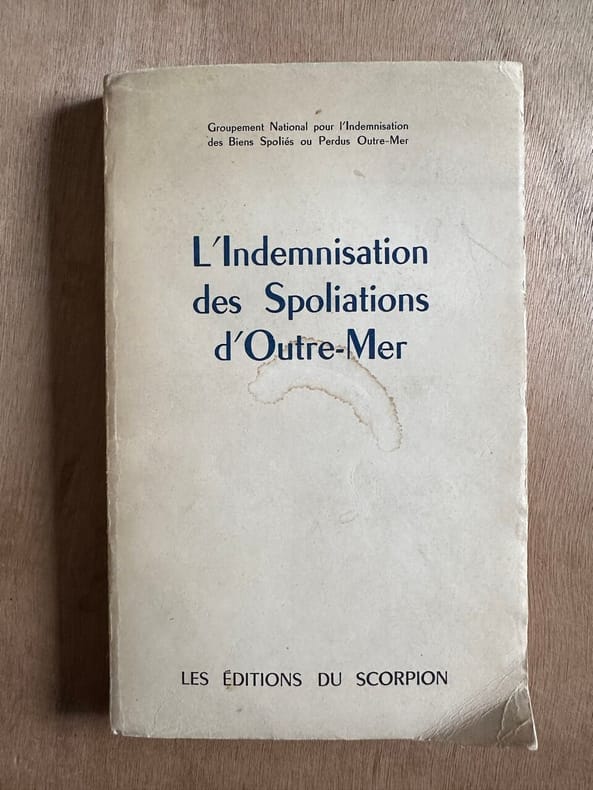 Groupement National pour l'Indemnisation
des Biens Spoliés ou Perdus Outre-Mer
L'Indemnisation
des Spoliations
d'Outre-Mer
LES ÉDITIONS DU SCORPION